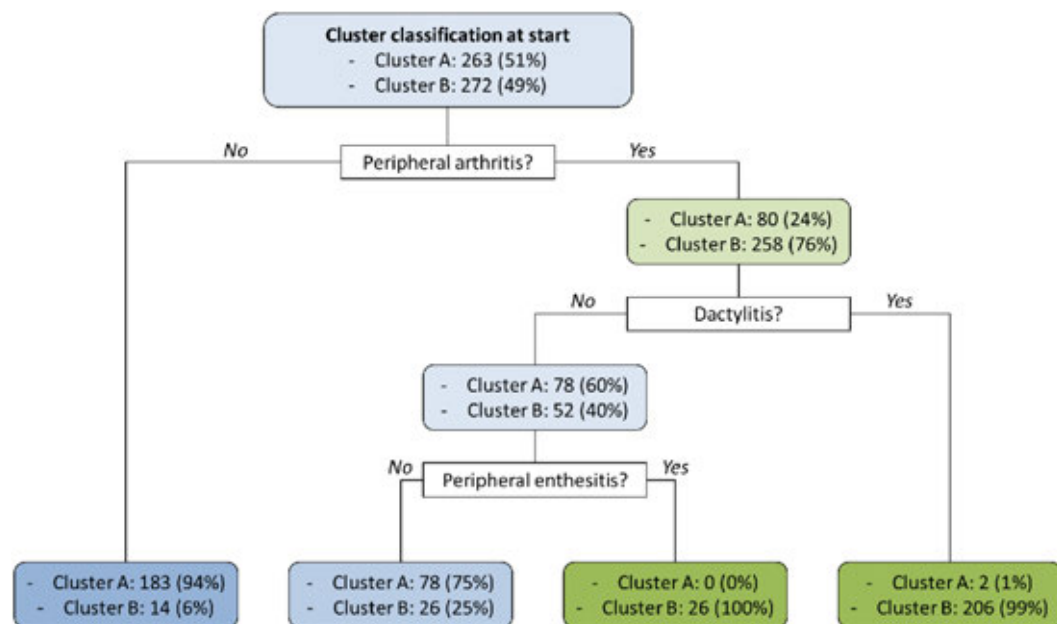 Cluster classification at start
- Cluster A: 263 (51%)
- Cluster B: 272 (49%)
No
Peripheral arthritis?
Yes
- Cluster A: 80 (24%)
- Cluster B: 258 (76%)
No
Dactylitis?
Yes
- Cluster A: 78 (60%)
- Cluster B: 52 (40%)
No
Peripheral enthesitis?
Yes
- Cluster A: 183 (94%)
- Cluster B: 14 (6%)
- Cluster A: 78 (75%)
- Cluster B: 26 (25%)
- Cluster A: 0 (0%)
- Cluster B: 26 (100%)
- Cluster A: 2 (1%)
- Cluster B: 206 (99%)